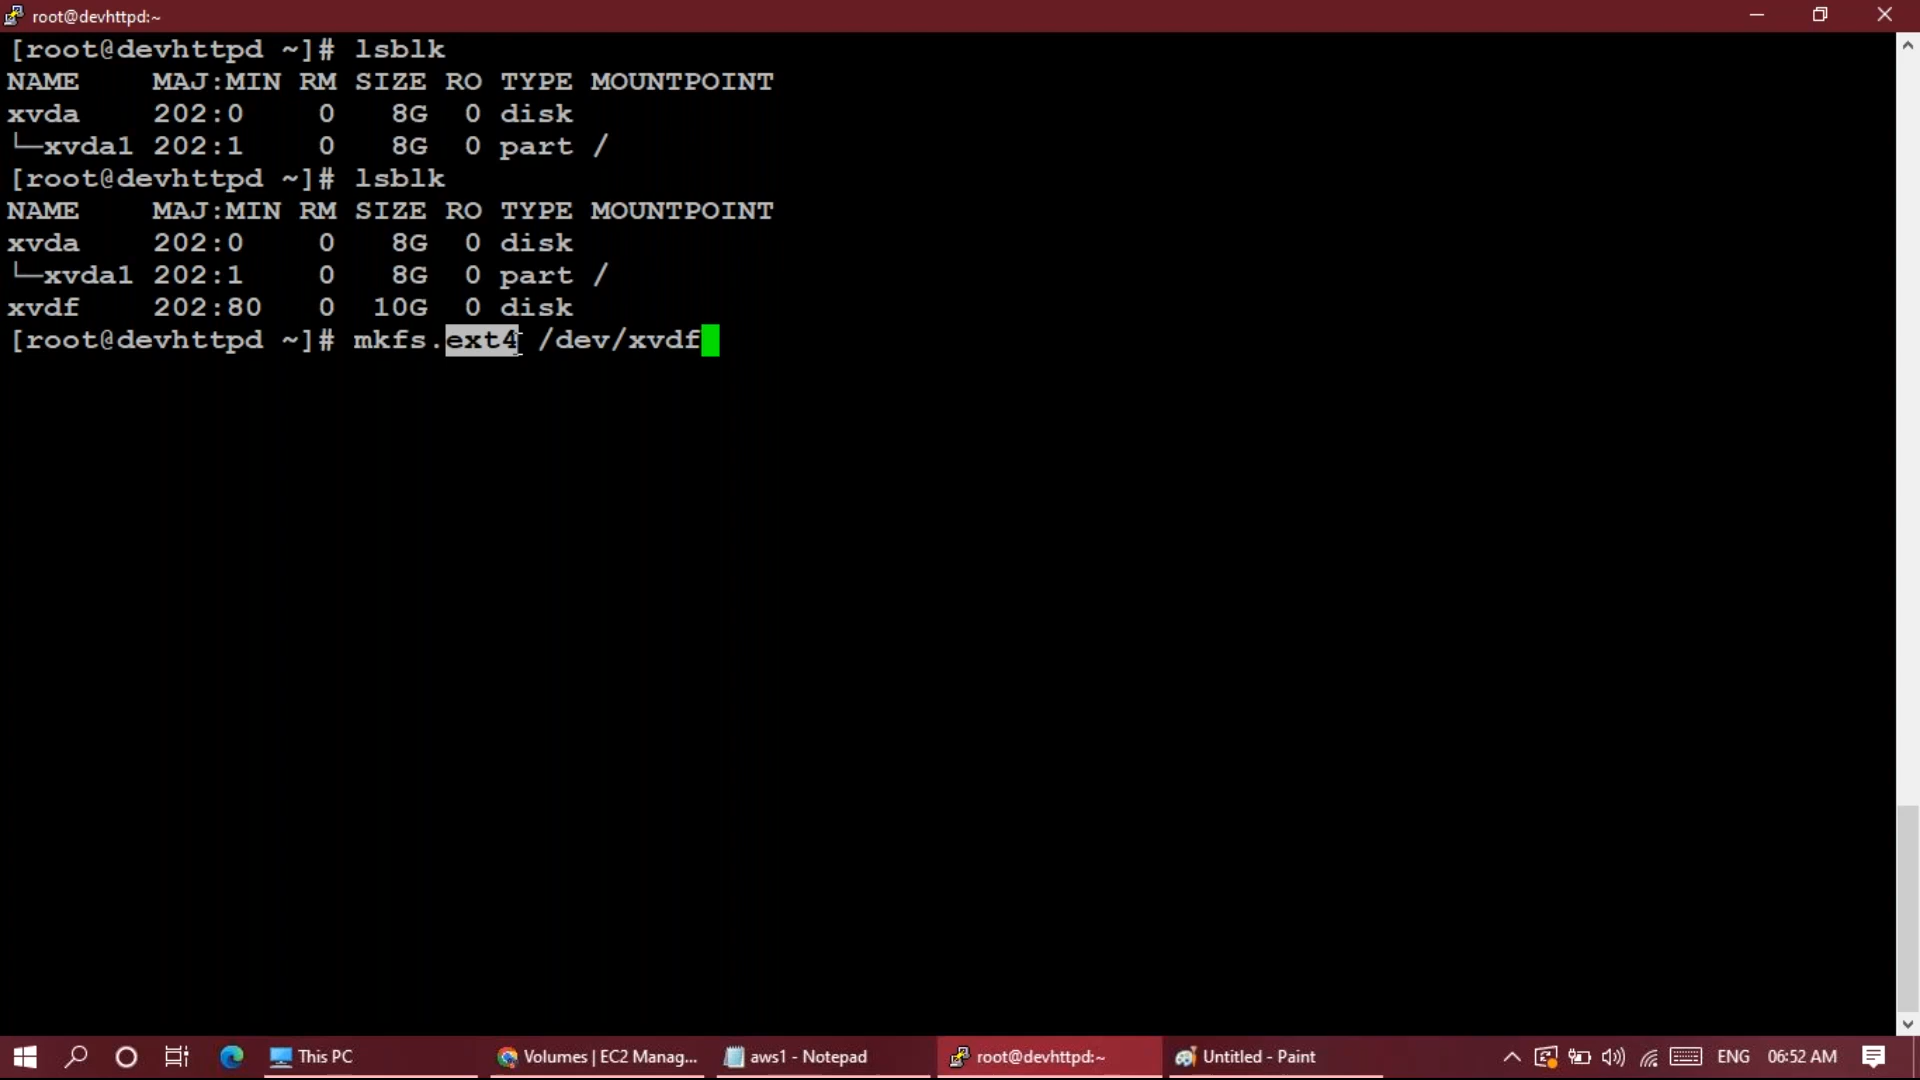 root@devhttpd:~
[root@devhttpd ~]# lsblk
NAME    MAJ:MIN RM SIZE RO TYPE MOUNTPOINT
xvda    202:0    0   8G  0 disk
└─xvda1 202:1    0   8G  0 part /
[root@devhttpd ~]# lsblk
NAME    MAJ:MIN RM SIZE RO TYPE MOUNTPOINT
xvda    202:0    0   8G  0 disk
└─xvda1 202:1    0   8G  0 part /
xvdf    202:80   0  10G  0 disk
[root@devhttpd ~]# mkfs.ext4 /dev/xvdf
This PC Volumes | EC2 Manag... aws1 - Notepad root@devhttpd:~ Untitled - Paint ENG 06:52 AM